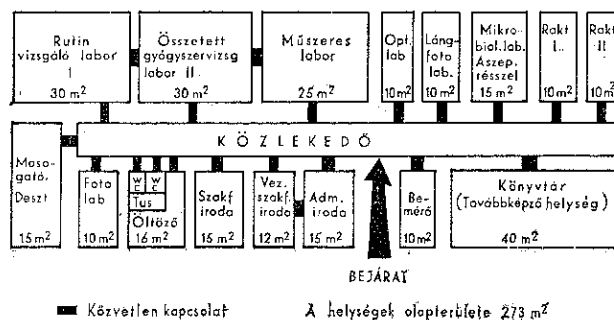 Rutin
vizsgáló labor
I
30 m²
Összetett
gyógyszervizsg
labor II
30 m²
Műszeres
labor
25 m²
Opt.
lab
10 m²
Láng-
foto
lab.
10 m²
Mikro-
biol. lab.
Aszep.
résszel
15 m²
Rakt
I.
10 m²
Rakt
II
10 m²
KÖZLEKEDŐ
Moso-
gató,
Deszt
15 m²
Foto
lab
10 m²
WC
WC
Tus
Öltöző
16 m²
Szakf
iroda
15 m²
Vez.
szakf.
iroda
12 m²
Adm.
iroda
15 m²
Be-
mérő
10 m²
Könyvtár
(Továbbképző helység)
40 m²
BEJÁRAT
Közvetlen kapcsolat
A helységek alapterülete 273 m²